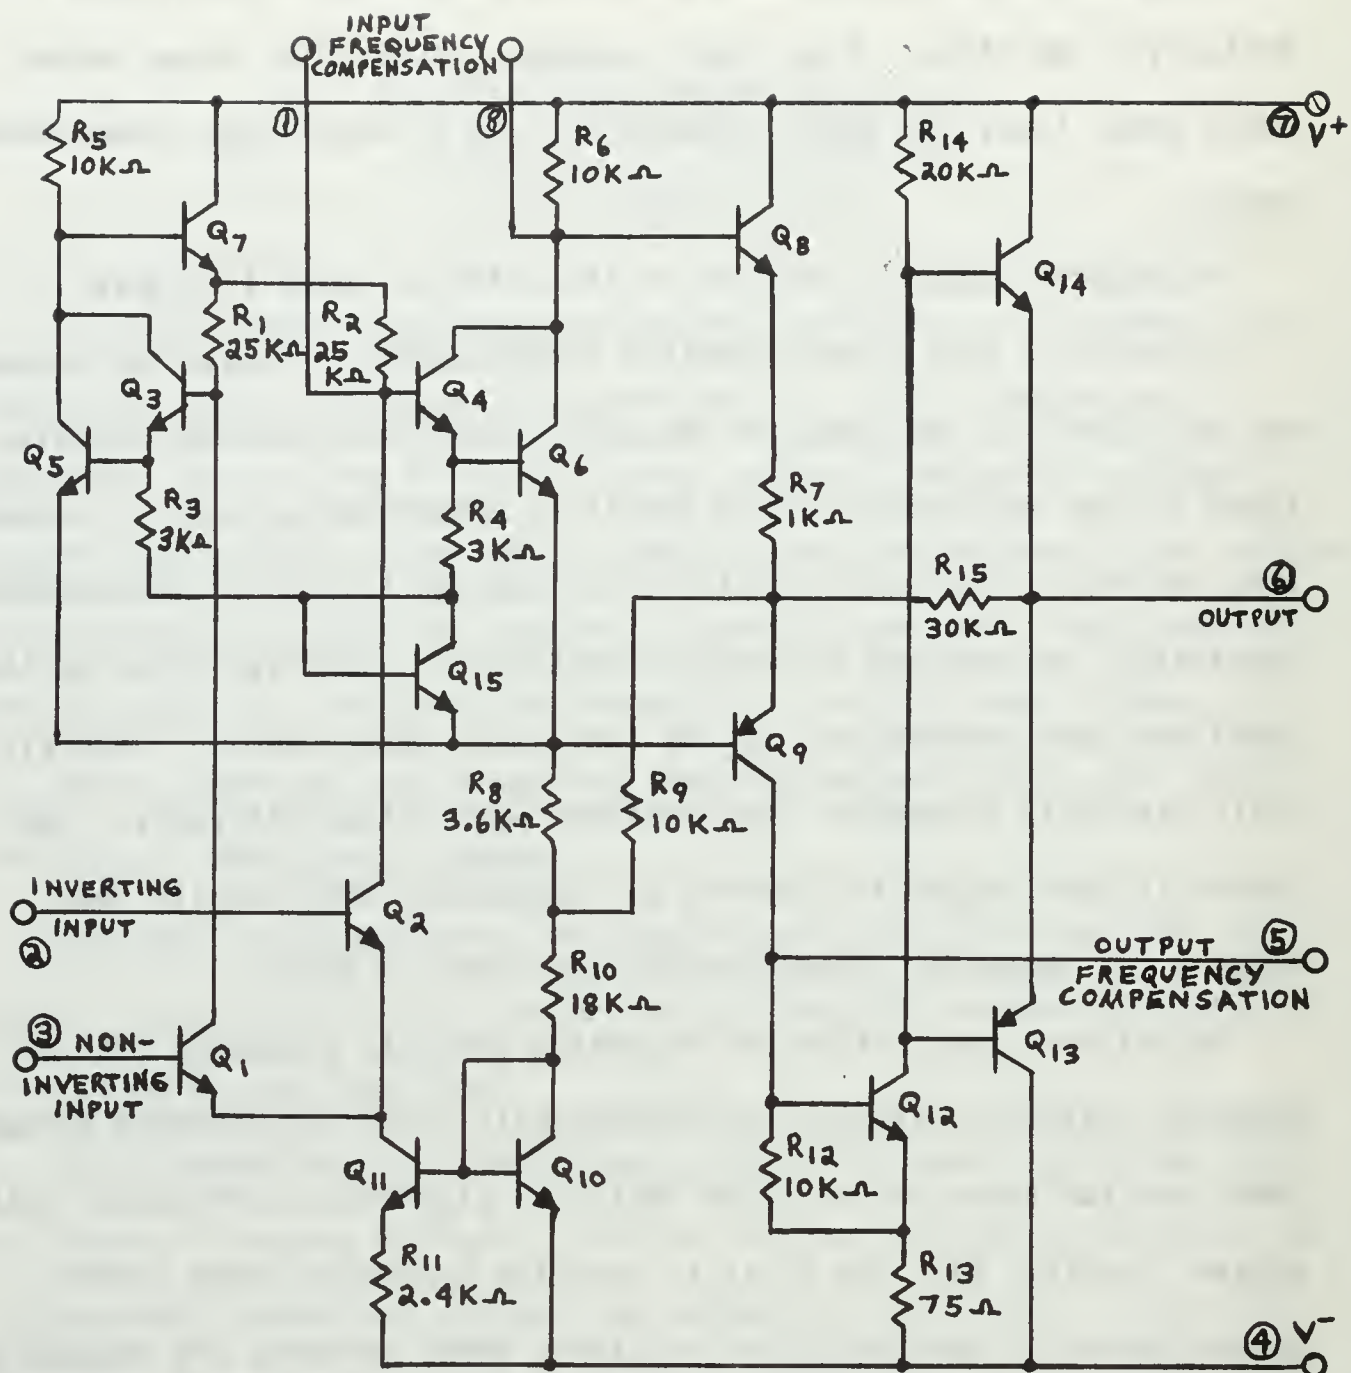 INPUT
FREQUENCY
COMPENSATION
①
⑧
⑦ V+
R5
10KΩ
R6
10KΩ
R14
20KΩ
Q7
Q8
Q14
R1
25KΩ
R2
25
KΩ
Q3
Q4
Q5
Q6
R3
3KΩ
R4
3KΩ
R7
1KΩ
R15
30KΩ
⑥
OUTPUT
Q15
Q9
R8
3.6KΩ
R9
10KΩ
INVERTING
INPUT
②
Q2
OUTPUT ⑤
FREQUENCY
COMPENSATION
R10
18KΩ
③ NON-
INVERTING
INPUT
Q1
Q13
Q12
Q11
Q10
R12
10KΩ
R11
2.4KΩ
R13
75Ω
④ V-